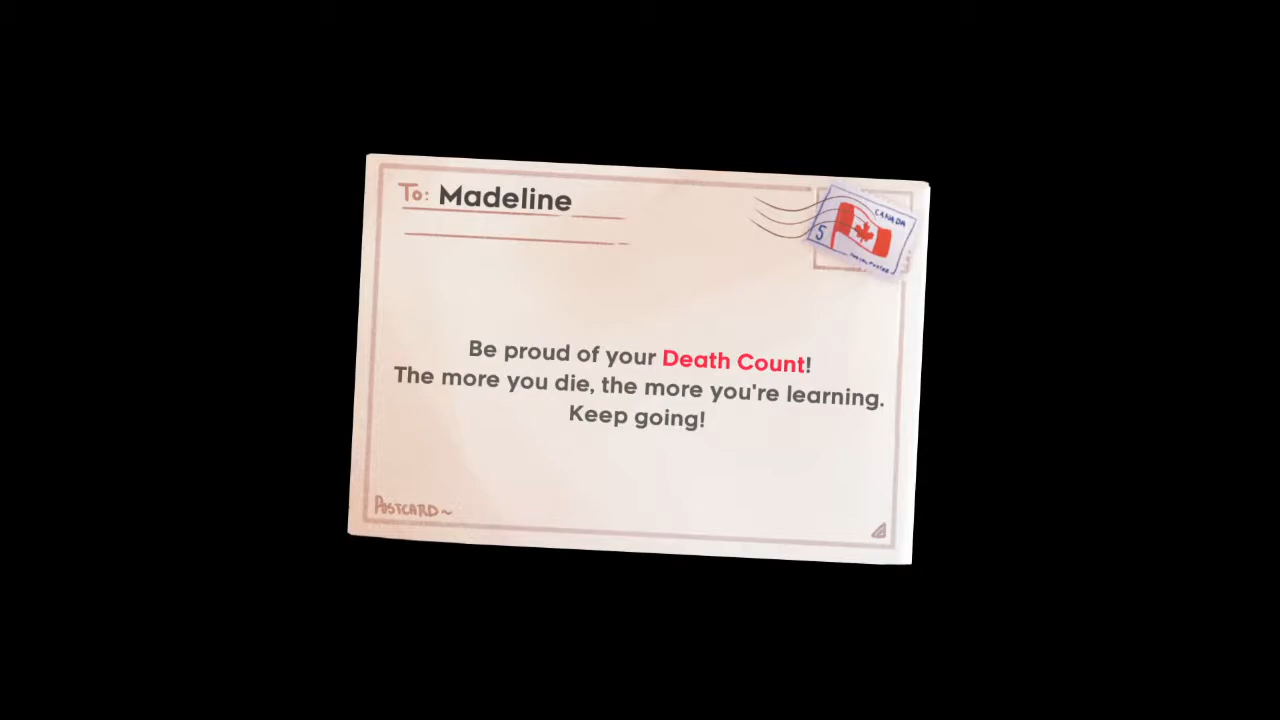 To: Madeline
CANADA
5
Be proud of your Death Count!
The more you die, the more you're learning.
Keep going!
POSTCARD~